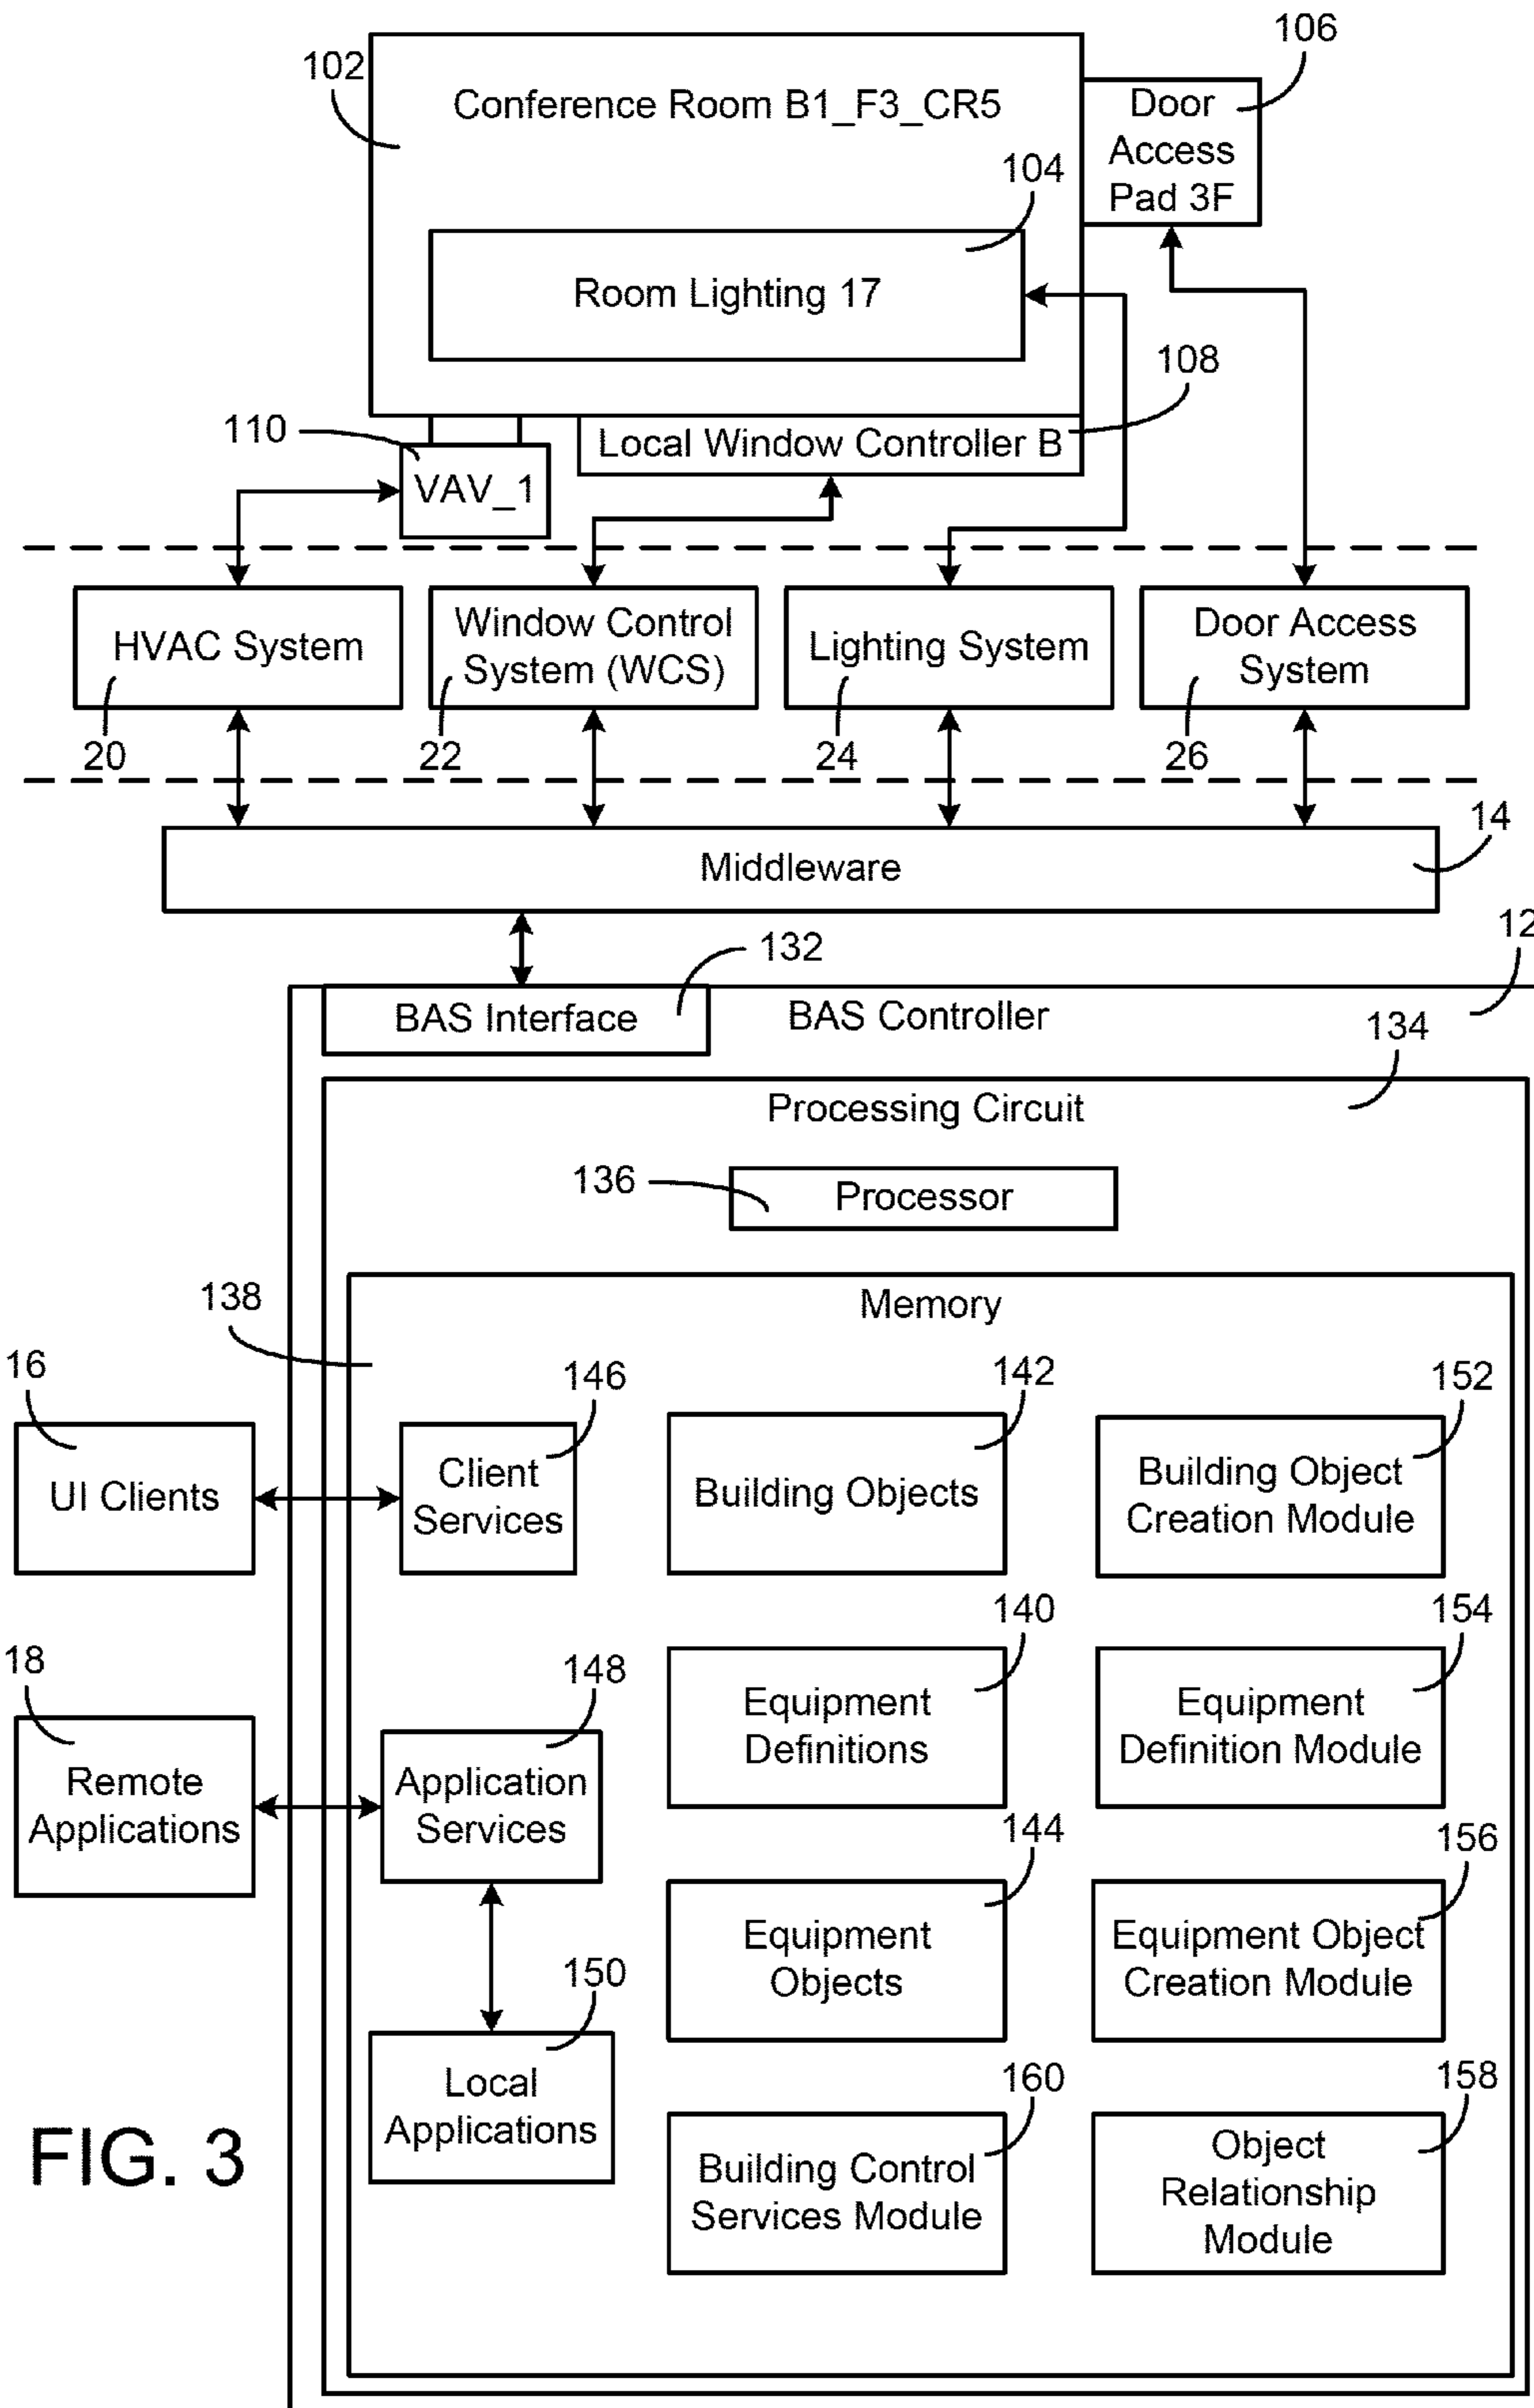 106
102
Conference Room B1_F3_CR5
Door
Access
Pad 3F
104
Room Lighting 17
108
110
Local Window Controller B
VAV_1
HVAC System
Window Control
System (WCS)
Lighting System
Door Access
System
20
22
24
26
14
Middleware
12
132
BAS Interface
BAS Controller
134
Processing Circuit
136
Processor
138
Memory
16
146
142
152
UI Clients
Client
Services
Building Objects
Building Object
Creation Module
140
154
18
148
Equipment
Definitions
Equipment
Definition Module
Remote
Applications
Application
Services
144
156
Equipment
Objects
Equipment Object
Creation Module
150
Local
Applications
160
158
FIG. 3
Building Control
Services Module
Object
Relationship
Module